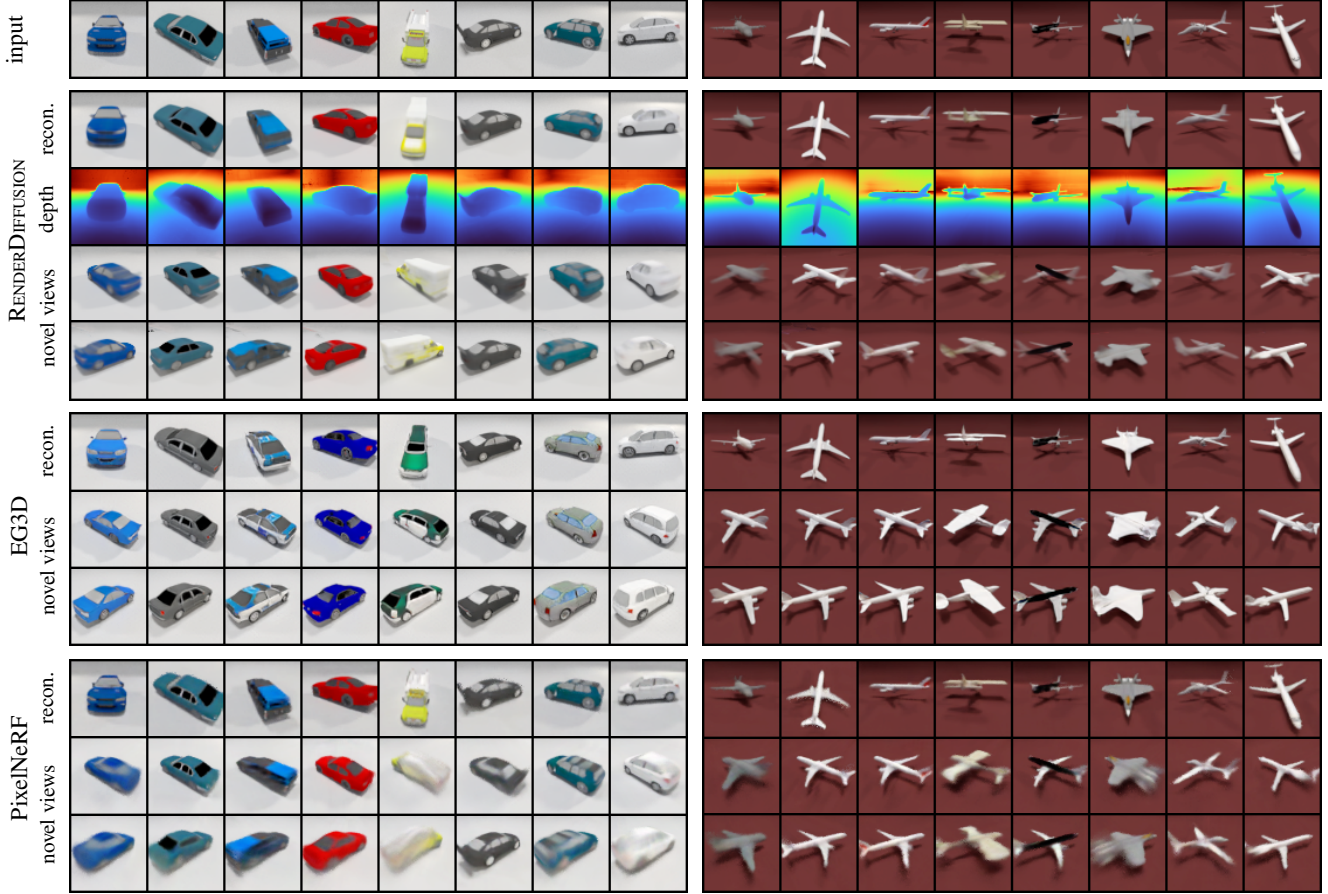 input
RENDERDIFFUSION
recon.
depth
novel views
EG3D
recon.
novel views
PixelNeRF
recon.
novel views